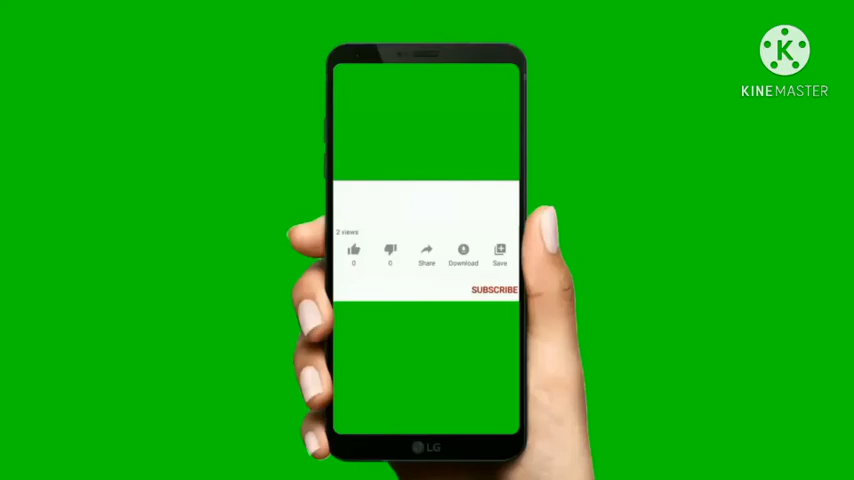 K
KINEMASTER
2 views
0
0
Share
Download
Save
SUBSCRIBE
LG